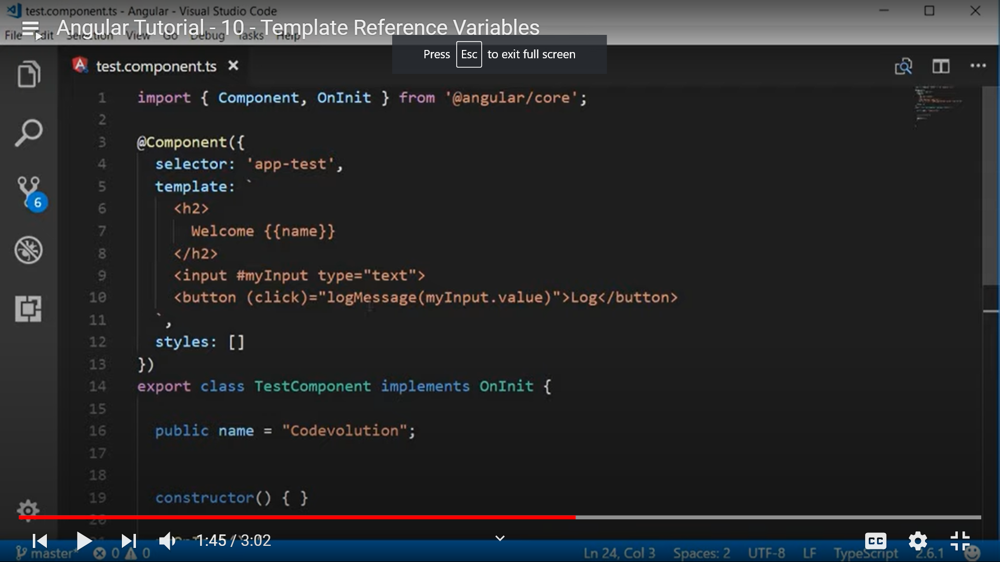 test.component.ts - Angular - Visual Studio Code
Angular Tutorial - 10 - Template Reference Variables
File Edit Selection View Go Debug Tasks Help
Press Esc to exit full screen
test.component.ts
1 import { Component, OnInit } from '@angular/core';
2
3 @Component({
4 selector: 'app-test',
5 template: `
6 <h2>
7 Welcome {{name}}
8 </h2>
9 <input #myInput type="text">
10 <button (click)="logMessage(myInput.value)">Log</button>
11 `,
12 styles: []
13 })
14 export class TestComponent implements OnInit {
15
16 public name = "Codevolution";
17
18
19 constructor() { }
20
6
1:45 / 3:02
CC
master* 0 0 Ln 24, Col 3 Spaces: 2 UTF-8 LF TypeScript 2.6.1